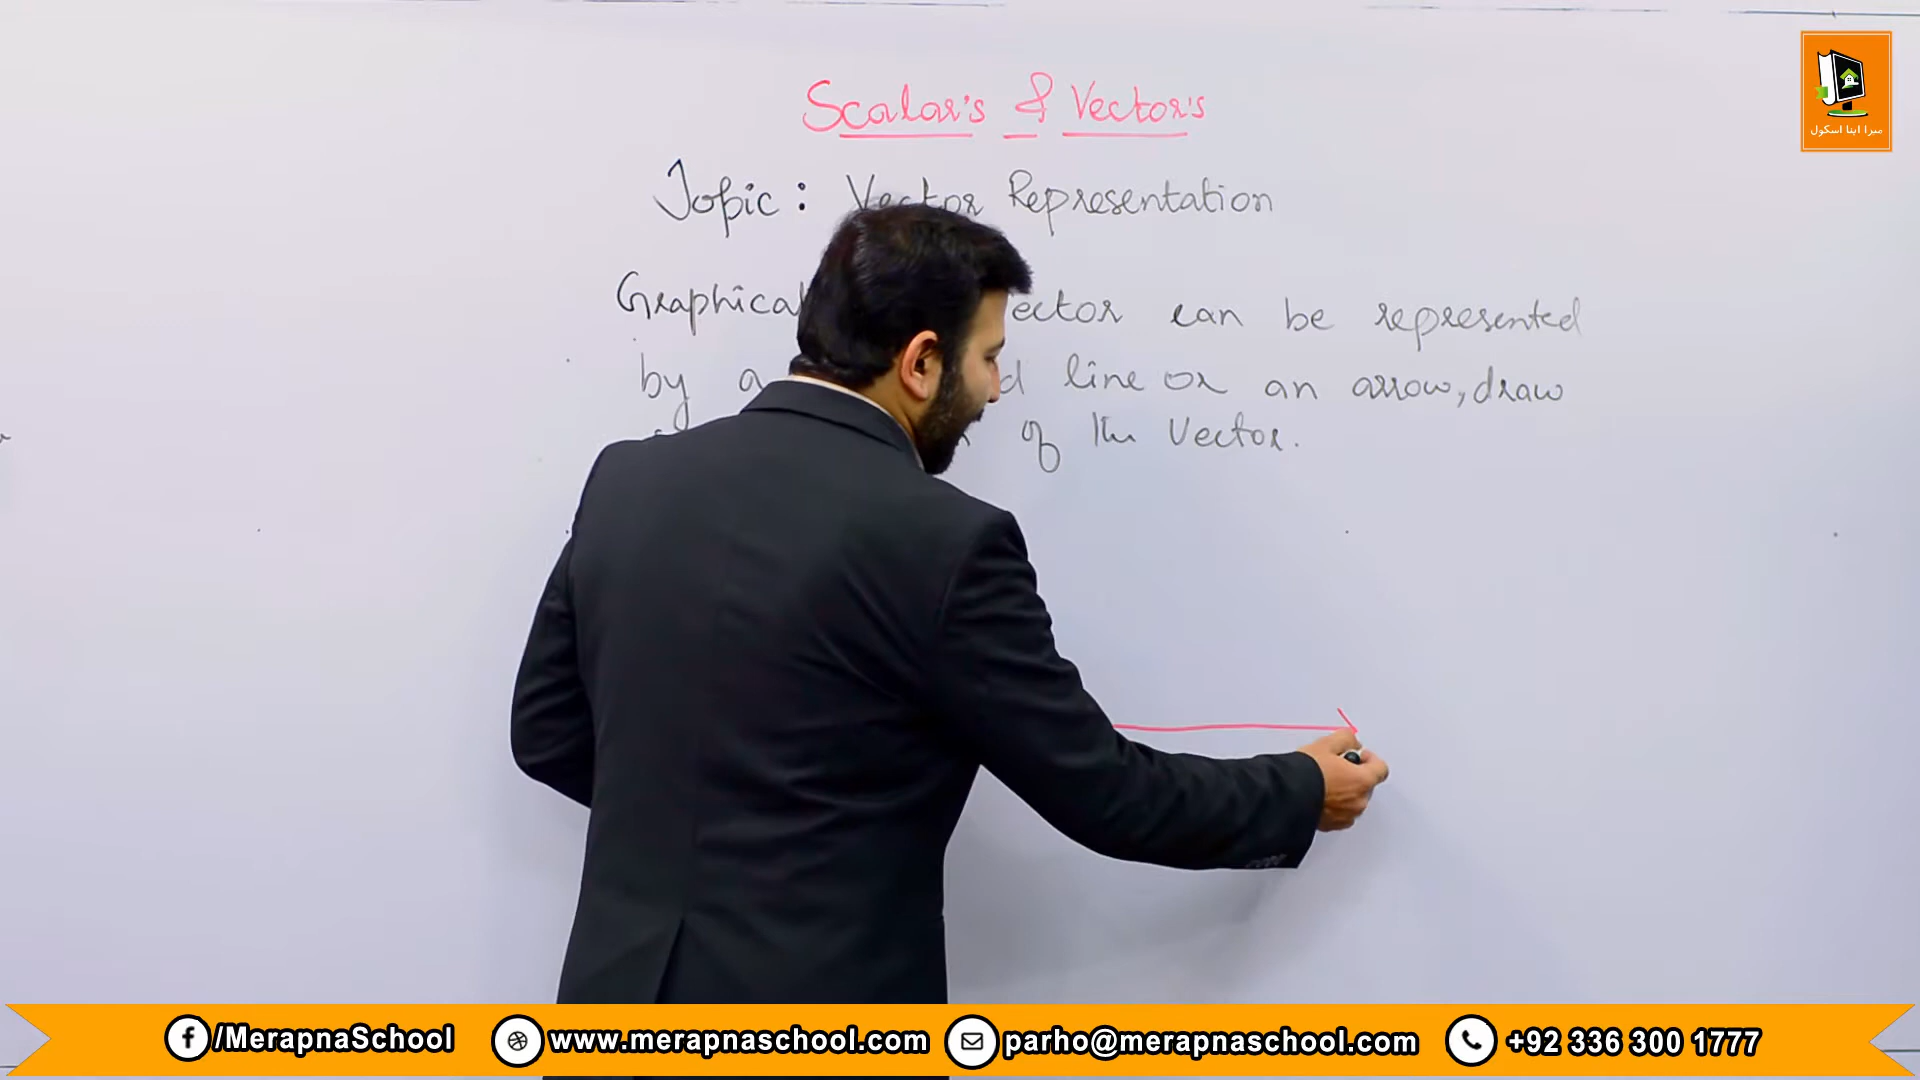 Scalar's & Vector's
Topic: Vector Representation
Graphical ector can be represented
by a d line or an arrow, draw
of the Vector.
میرا اپنا اسکول
/MerapnaSchool
www.merapnaschool.com
parho@merapnaschool.com
+92 336 300 1777